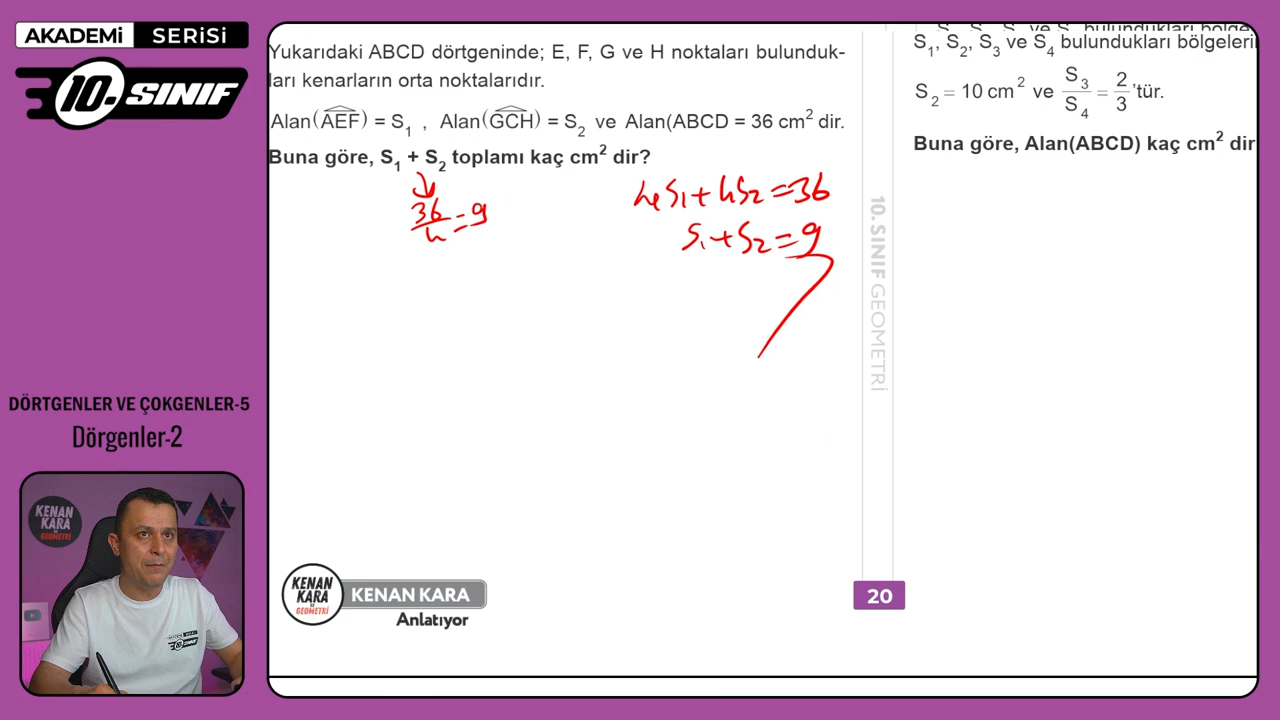 AKADEMİ SERİSİ
10. SINIF
DÖRTGENLER VE ÇOKGENLER-5
Dörgenler-2
KENAN KARA ile GEOMETRİ
Yukarıdaki ABCD dörtgeninde; E, F, G ve H noktaları bulunduk-
ları kenarların orta noktalarıdır.
Alan(AEF) = S₁ , Alan(GCH) = S₂ ve Alan(ABCD = 36 cm² dir.
Buna göre, S₁ + S₂ toplamı kaç cm² dir?
36/4 = 9
4S₁ + 4S₂ = 36
S₁ + S₂ = 9
10. SINIF GEOMETRİ
S₁, S₂, S₃ ve S₄ bulundukları bölgeleri
S₂ = 10 cm² ve S₃/S₄ = 2/3 'tür.
Buna göre, Alan(ABCD) kaç cm² dir
KENAN KARA GEOMETRİ
KENAN KARA
Anlatıyor
20